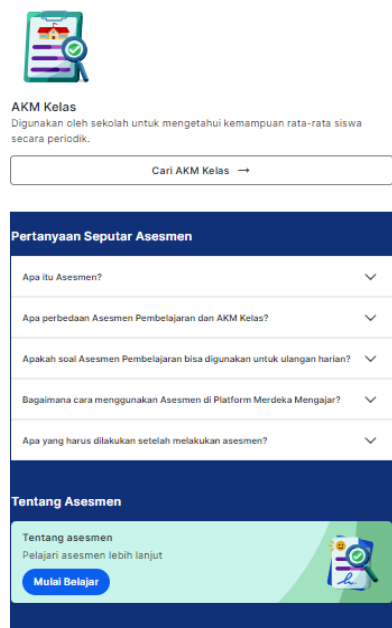 AKM Kelas
Digunakan oleh sekolah untuk mengetahui kemampuan rata-rata siswa
secara periodik.
Cari AKM Kelas →
Pertanyaan Seputar Asesmen
Apa itu Asesmen?
Apa perbedaan Asesmen Pembelajaran dan AKM Kelas?
Apakah soal Asesmen Pembelajaran bisa digunakan untuk ulangan harian?
Bagaimana cara menggunakan Asesmen di Platform Merdeka Mengajar?
Apa yang harus dilakukan setelah melakukan asesmen?
Tentang Asesmen
Tentang asesmen
Pelajari asesmen lebih lanjut
Mulai Belajar